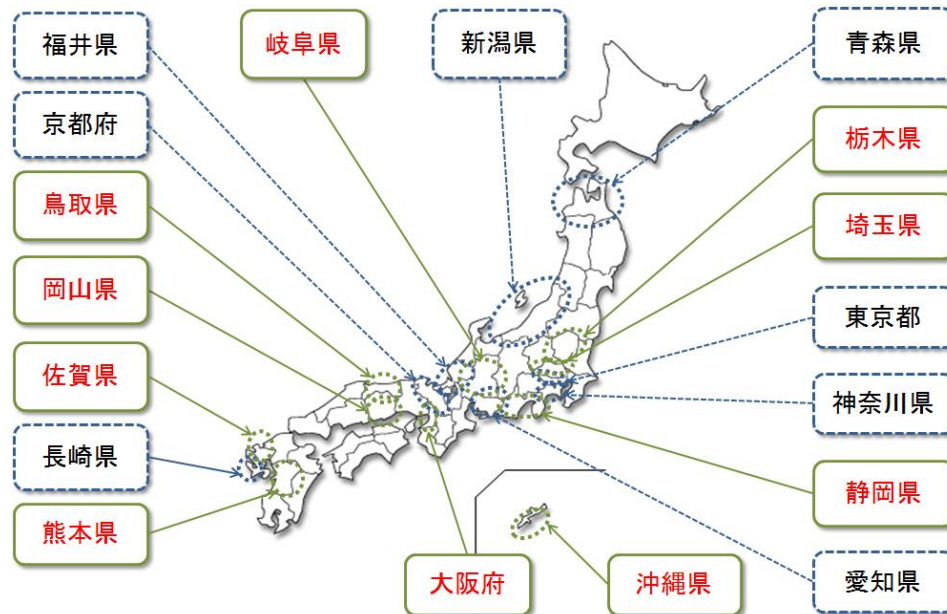 福井県
岐阜県
新潟県
青森県
京都府
栃木県
鳥取県
埼玉県
岡山県
東京都
佐賀県
神奈川県
長崎県
静岡県
熊本県
大阪府
沖縄県
愛知県